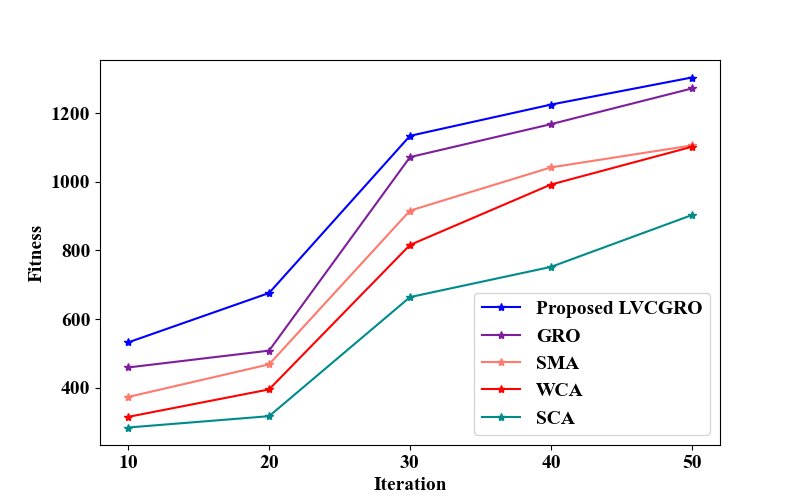 1200
1000
800
600
400
Fitness
10 20 30 40 50
Iteration
Proposed LVCGRO
GRO
SMA
WCA
SCA